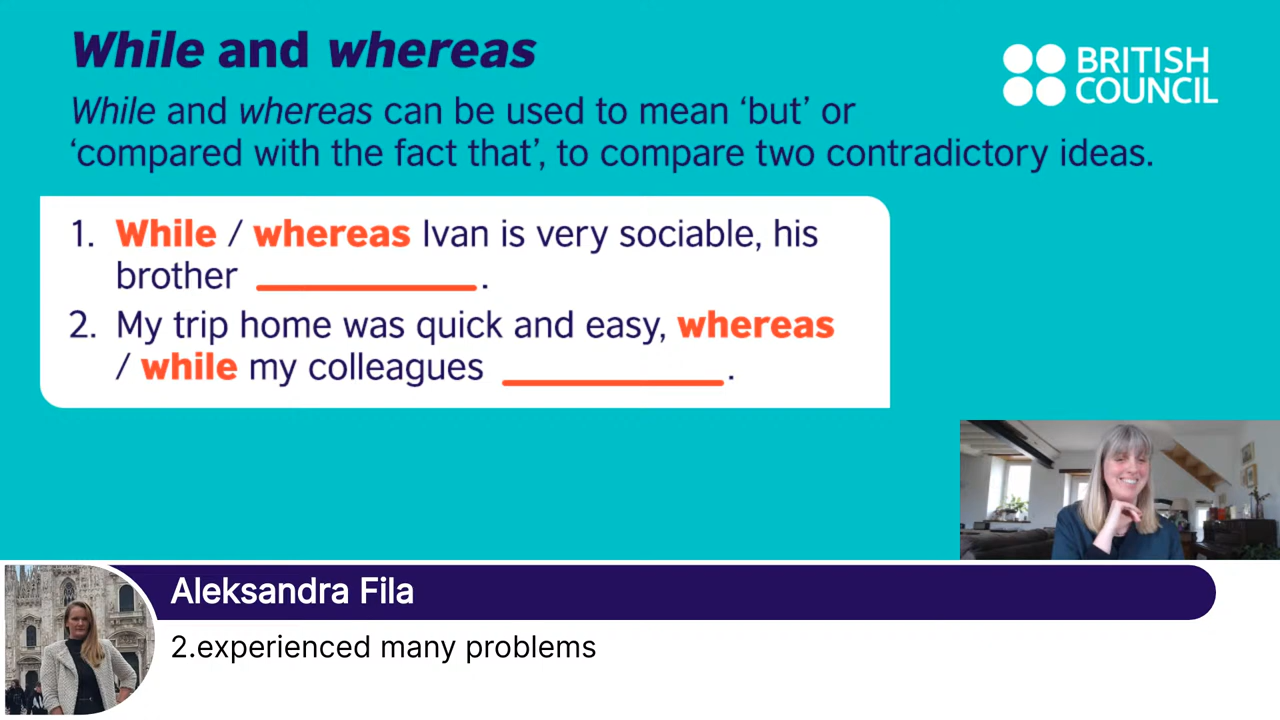 While and whereas
BRITISH
COUNCIL
While and whereas can be used to mean ‘but’ or
‘compared with the fact that’, to compare two contradictory ideas.
1. While / whereas Ivan is very sociable, his
brother ____________.
2. My trip home was quick and easy, whereas
/ while my colleagues ____________.
Aleksandra Fila
2.experienced many problems